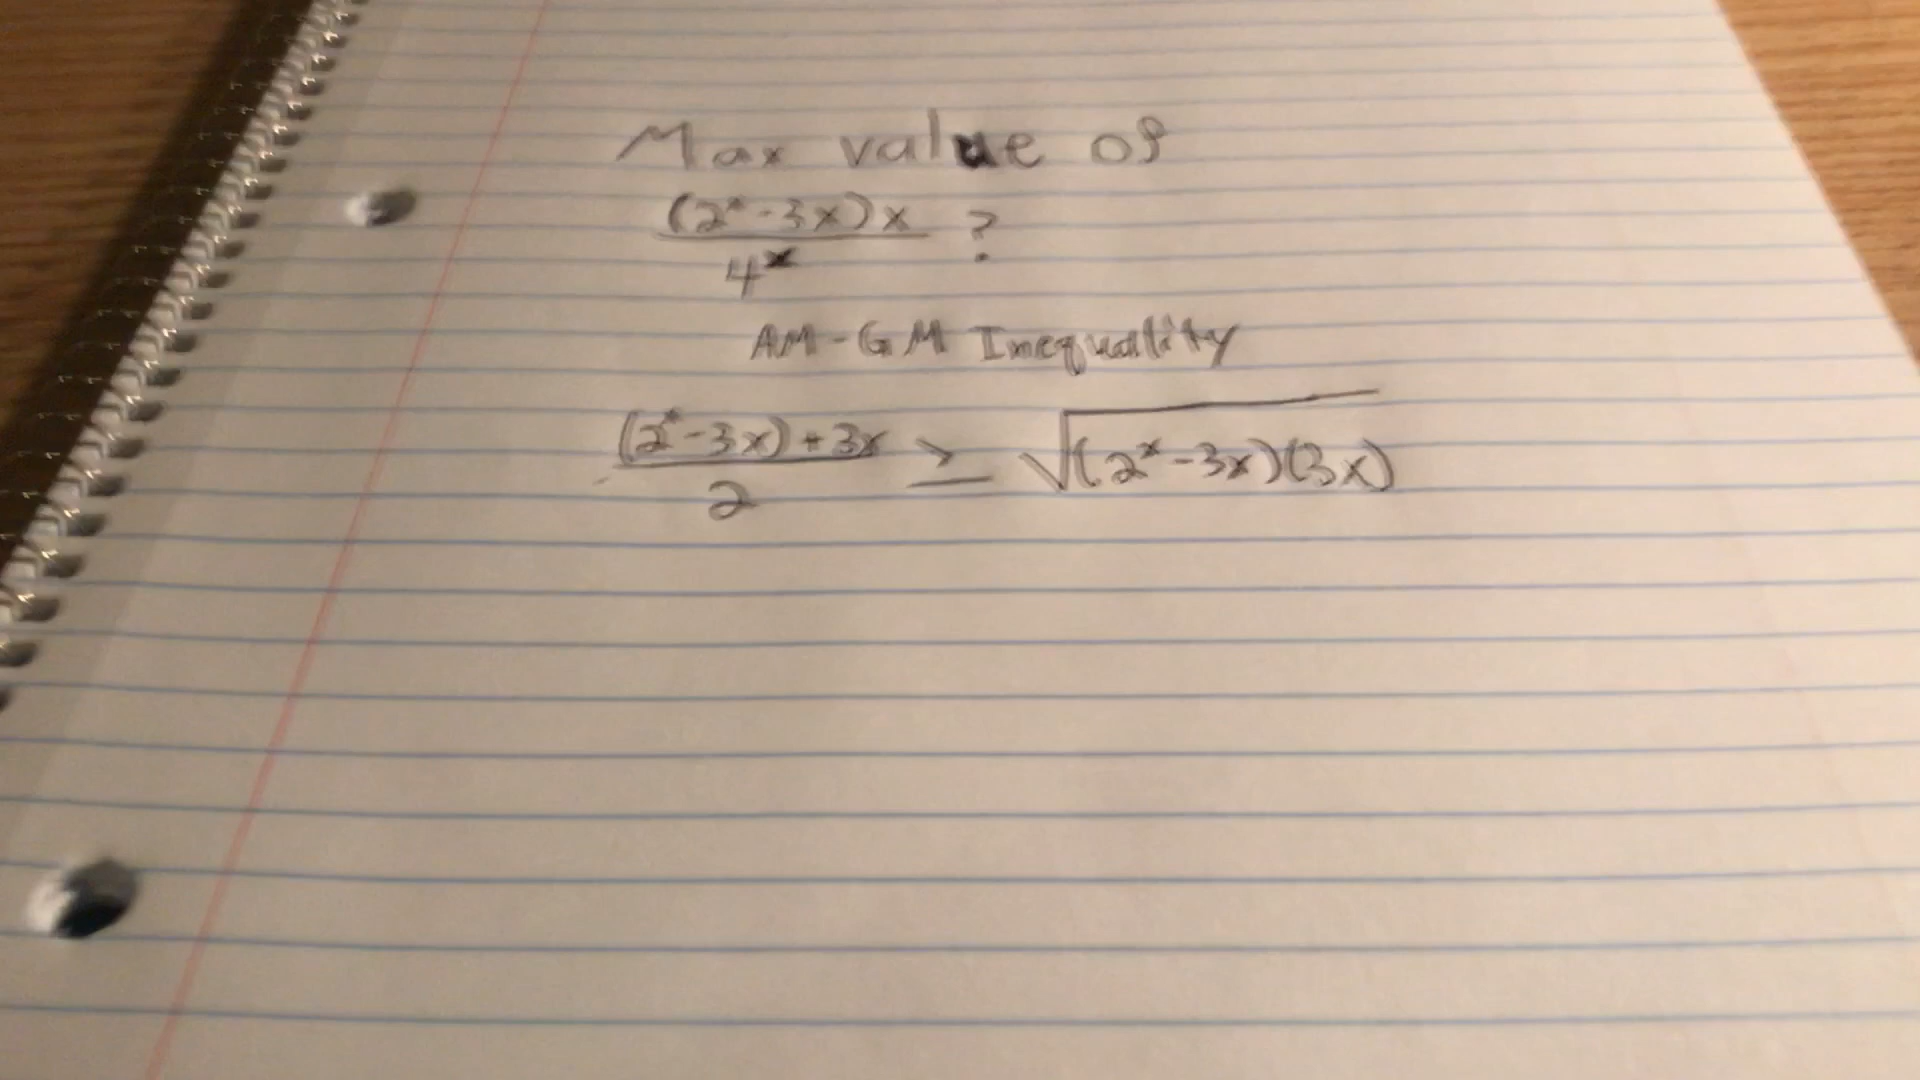 Max value of
(2^x - 3x)x / 4^x ?
AM-GM Inequality
((2^x - 3x) + 3x) / 2 ≥ √((2^x - 3x)(3x))